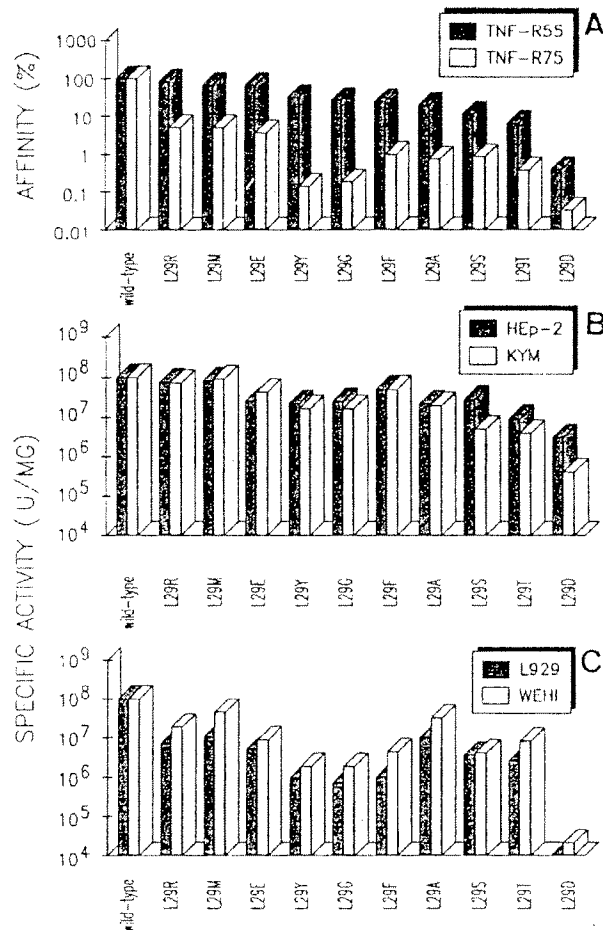 A
TNF-R55
TNF-R75
AFFINITY (%)
1000
100
10
1
0.1
0.01
wild-type
L29R
L29M
L29E
L29Y
L29G
L29F
L29A
L29S
L29T
L29D
B
HEp-2
KYM
SPECIFIC ACTIVITY (U/MG)
10⁹
10⁸
10⁷
10⁶
10⁵
10⁴
wild-type
L29R
L29M
L29E
L29Y
L29G
L29F
L29A
L29S
L29T
L29D
C
L929
WEHI
10⁹
10⁸
10⁷
10⁶
10⁵
10⁴
wild-type
L29R
L29M
L29E
L29Y
L29G
L29F
L29A
L29S
L29T
L29D